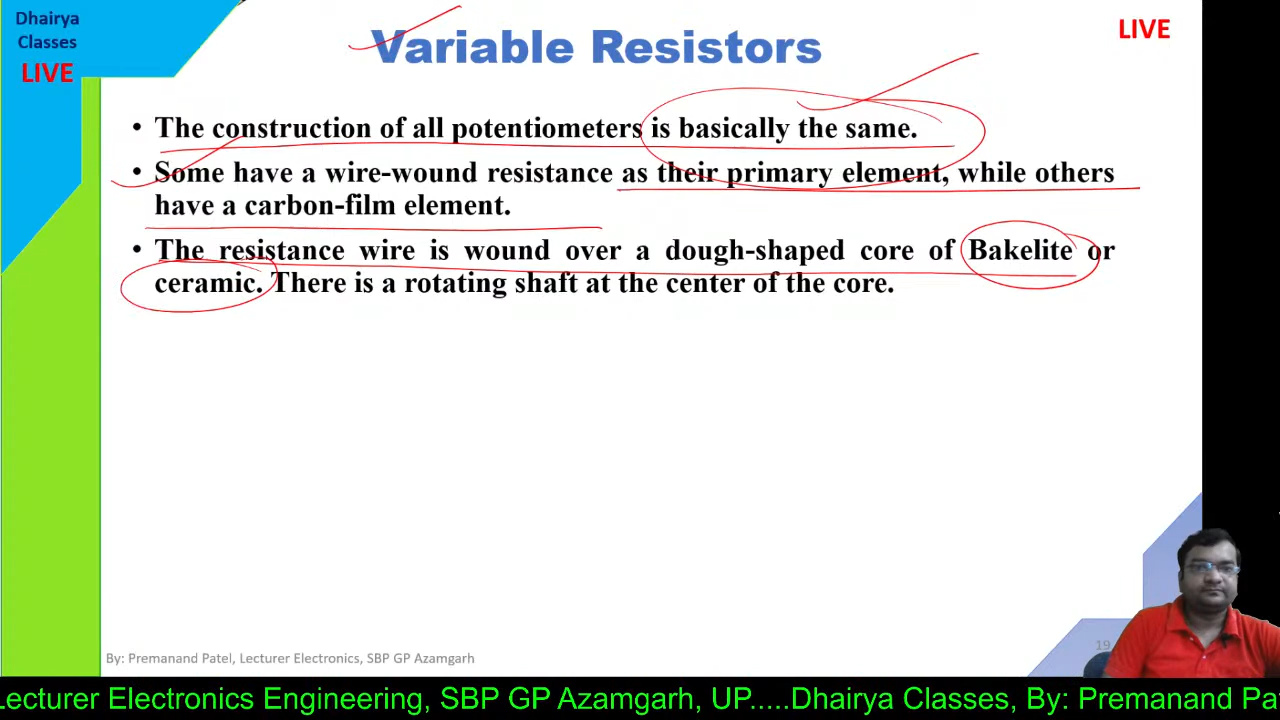 Dhairya
Classes
LIVE
Variable Resistors
LIVE
• The construction of all potentiometers is basically the same.
• Some have a wire-wound resistance as their primary element, while others
have a carbon-film element.
• The resistance wire is wound over a dough-shaped core of Bakelite or
ceramic. There is a rotating shaft at the center of the core.
By: Premanand Patel, Lecturer Electronics, SBP GP Azamgarh
19
Lecturer Electronics Engineering, SBP GP Azamgarh, UP.....Dhairya Classes, By: Premanand Pa